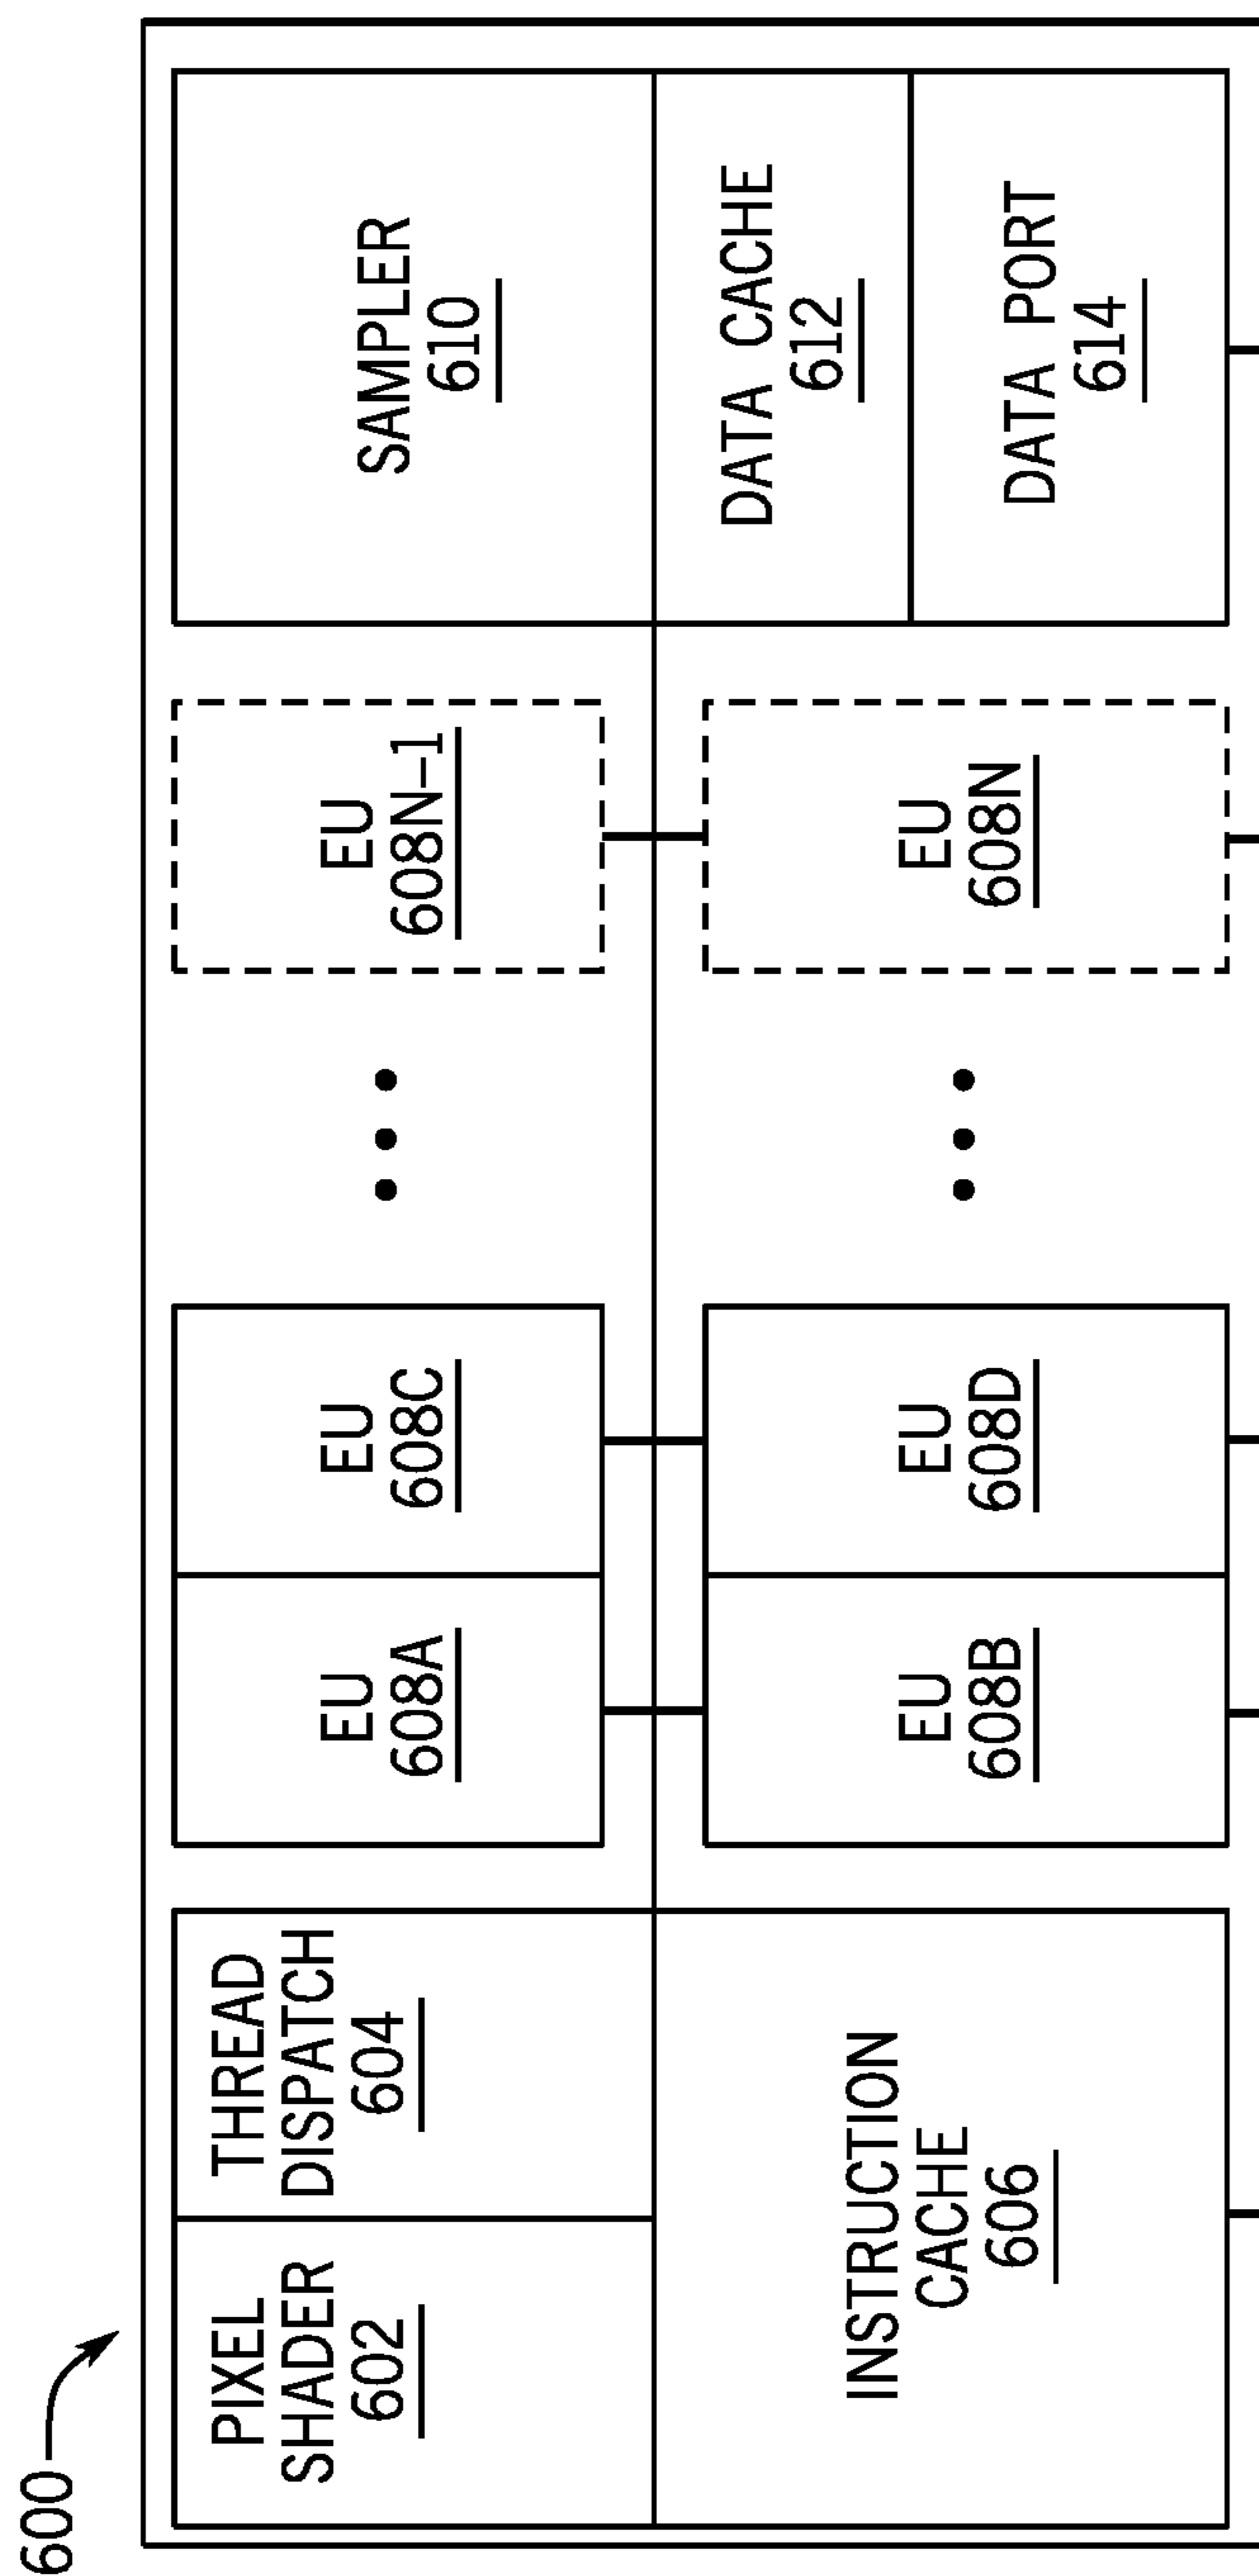 600
PIXEL
SHADER
602
THREAD
DISPATCH
604
INSTRUCTION
CACHE
606
EU
608A
EU
608C
EU
608B
EU
608D
EU
608N-1
EU
608N
SAMPLER
610
DATA CACHE
612
DATA PORT
614